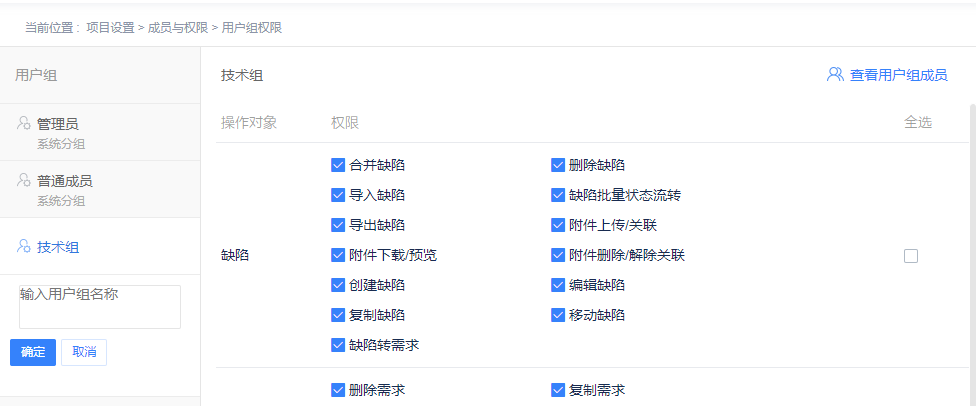 当前位置： 项目设置 > 成员与权限 > 用户组权限
用户组
管理员
系统分组
普通成员
系统分组
技术组
输入用户组名称
确定 取消
技术组 查看用户组成员
操作对象 权限 全选
缺陷
合并缺陷 删除缺陷
导入缺陷 缺陷批量状态流转
导出缺陷 附件上传/关联
附件下载/预览 附件删除/解除关联
创建缺陷 编辑缺陷
复制缺陷 移动缺陷
缺陷转需求
删除需求 复制需求